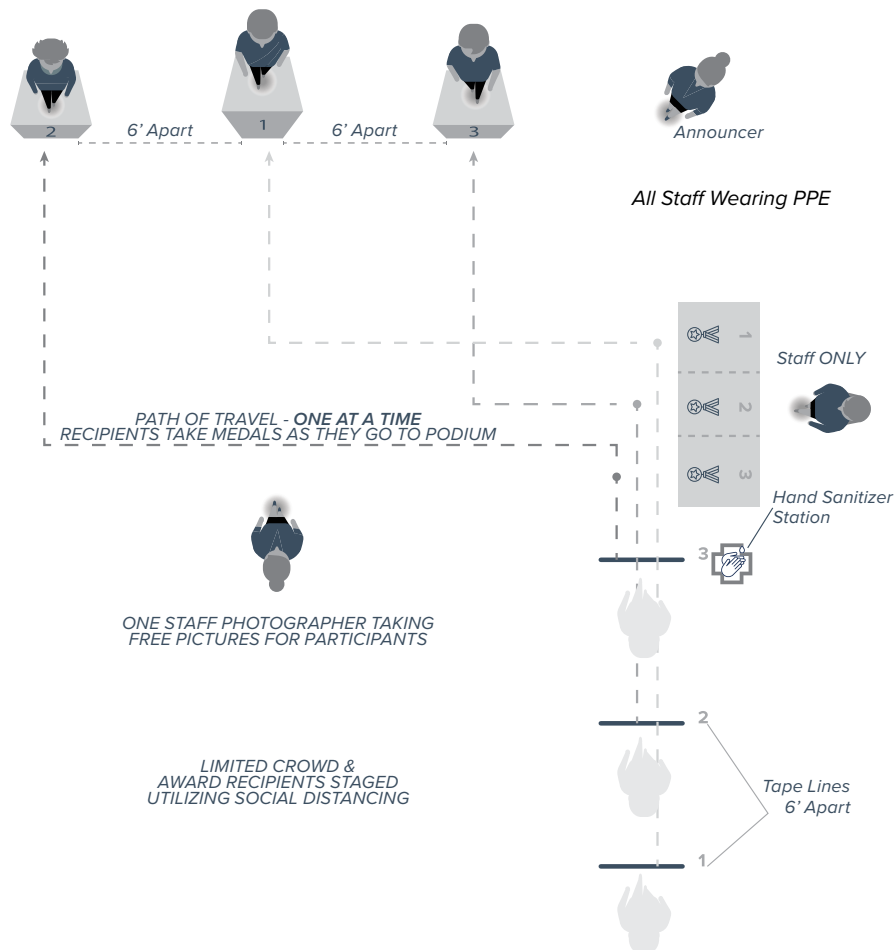 2
6' Apart
1
6' Apart
3
Announcer
All Staff Wearing PPE
1
Staff ONLY
2
PATH OF TRAVEL - ONE AT A TIME
RECIPIENTS TAKE MEDALS AS THEY GO TO PODIUM
3
Hand Sanitizer
Station
3
ONE STAFF PHOTOGRAPHER TAKING
FREE PICTURES FOR PARTICIPANTS
2
LIMITED CROWD &
AWARD RECIPIENTS STAGED
UTILIZING SOCIAL DISTANCING
Tape Lines
6' Apart
1